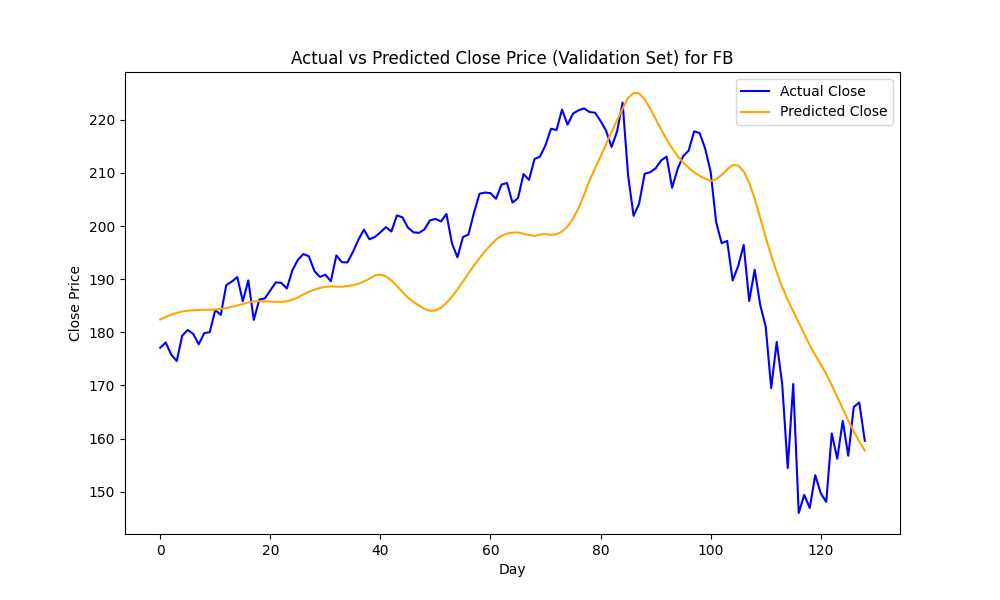 Actual vs Predicted Close Price (Validation Set) for FB
Actual Close
Predicted Close
Close Price
220
210
200
190
180
170
160
150
0 20 40 60 80 100 120
Day